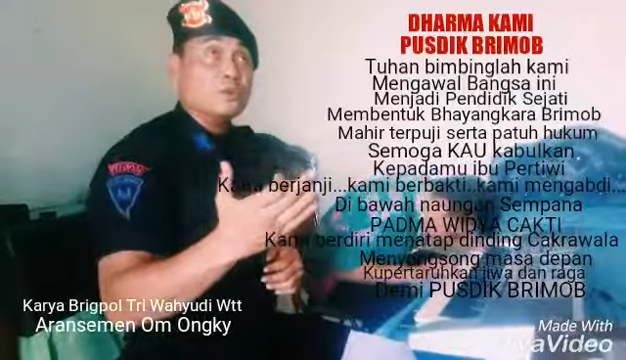 DHARMA KAMI
PUSDIK BRIMOB
Tuhan bimbinglah kami
Mengawal Bangsa ini
Menjadi Pendidik Sejati
Membentuk Bhayangkara Brimob
Mahir terpuji serta patuh hukum
Semoga KAU kabulkan
Kepadamu ibu Pertiwi
Kami berjanji...kami berbakti..kami mengabdi...
Di bawah naungan Sempana
PADMA WIDYA CAKTI
Kami berdiri menatap dinding Cakrawala
Menyongsong masa depan
Kupertaruhkan jiwa dan raga
Demi PUSDIK BRIMOB
Karya Brigpol Tri Wahyudi Wtt
Aransemen Om Ongky
Made With
VivaVideo